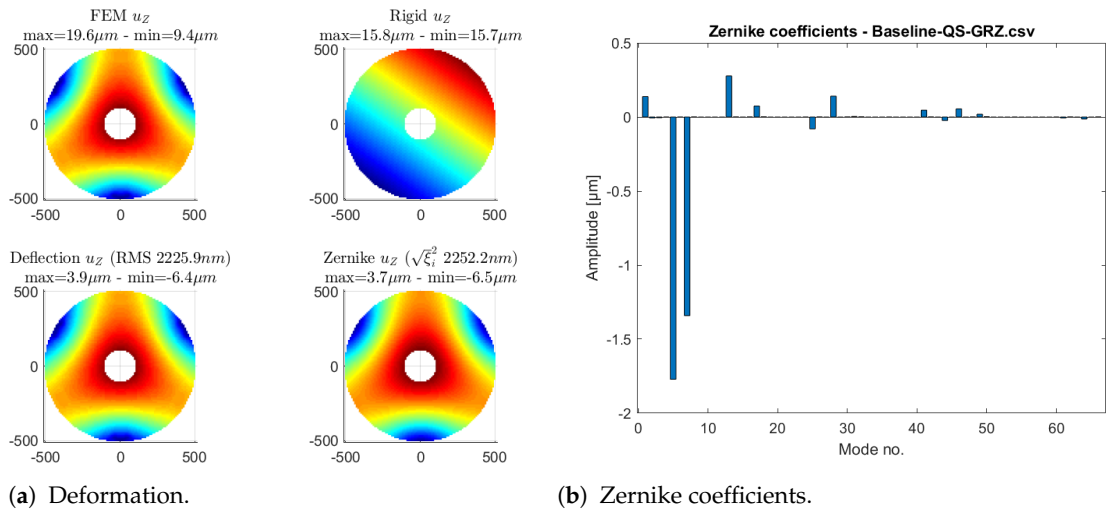 FEM u_Z
max=19.6μm - min=9.4μm
500
0
-500
-500 0 500
Rigid u_Z
max=15.8μm - min=15.7μm
500
0
-500
-500 0 500
Deflection u_Z (RMS 2225.9nm)
max=3.9μm - min=-6.4μm
500
0
-500
-500 0 500
Zernike u_Z (√ξ_i^2 2252.2nm)
max=3.7μm - min=-6.5μm
500
0
-500
-500 0 500
(a) Deformation.
Zernike coefficients - Baseline-QS-GRZ.csv
Amplitude [μm]
0.5
0
-0.5
-1
-1.5
-2
0 10 20 30 40 50 60
Mode no.
(b) Zernike coefficients.